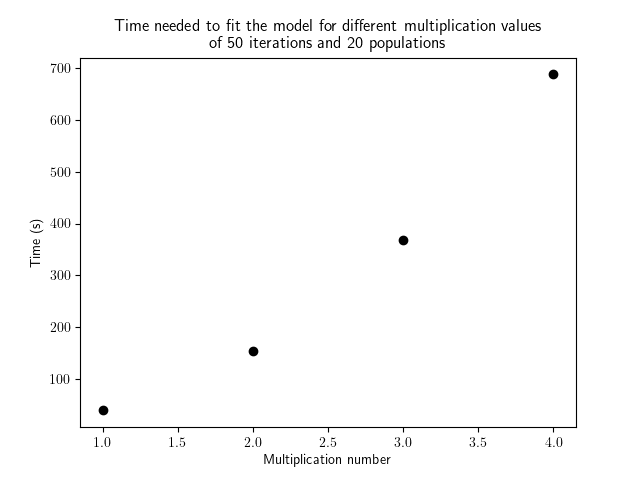 Time needed to fit the model for different multiplication values
of 50 iterations and 20 populations
700
600
500
400
300
200
100
Time (s)
1.0 1.5 2.0 2.5 3.0 3.5 4.0
Multiplication number